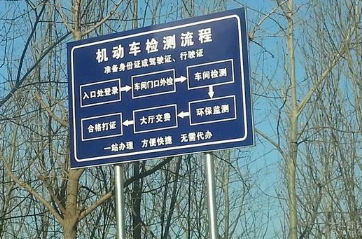 机动车检测流程
准备身份证或驾驶证、行驶证
入口处登录 车间门口外检 车间检测
合格打证 大厅交费 环保监测
一站办理 方便快捷 无需代办